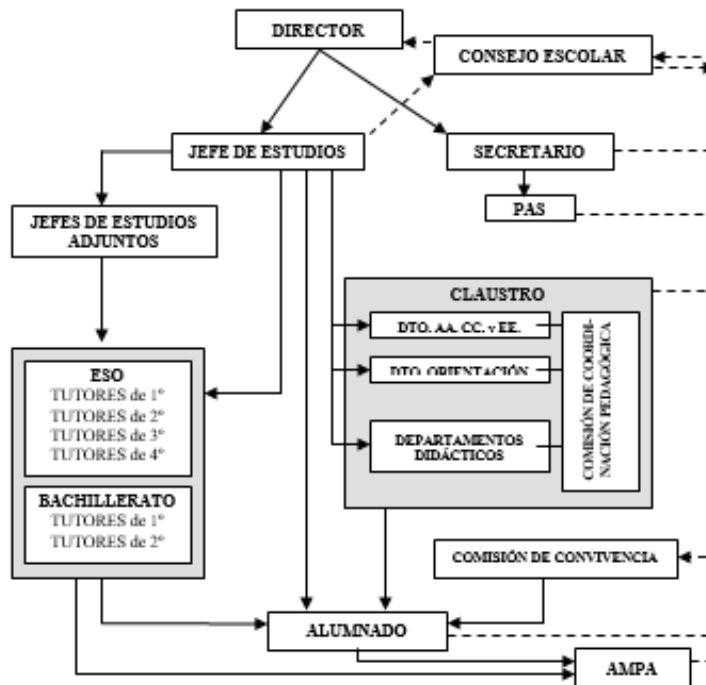 DIRECTOR
CONSEJO ESCOLAR
JEFE DE ESTUDIOS
SECRETARIO
PAS
JEFES DE ESTUDIOS
ADJUNTOS
CLAUSTRO
DTO. AA. CC. y EE.
DTO. ORIENTACIÓN
DEPARTAMENTOS
DIDÁCTICOS
COMISIÓN DE COORDI-
NACIÓN PEDAGÓGICA
ESO
TUTORES de 1º
TUTORES de 2º
TUTORES de 3º
TUTORES de 4º
BACHILLERATO
TUTORES de 1º
TUTORES de 2º
COMISIÓN DE CONVIVENCIA
ALUMNADO
AMPA